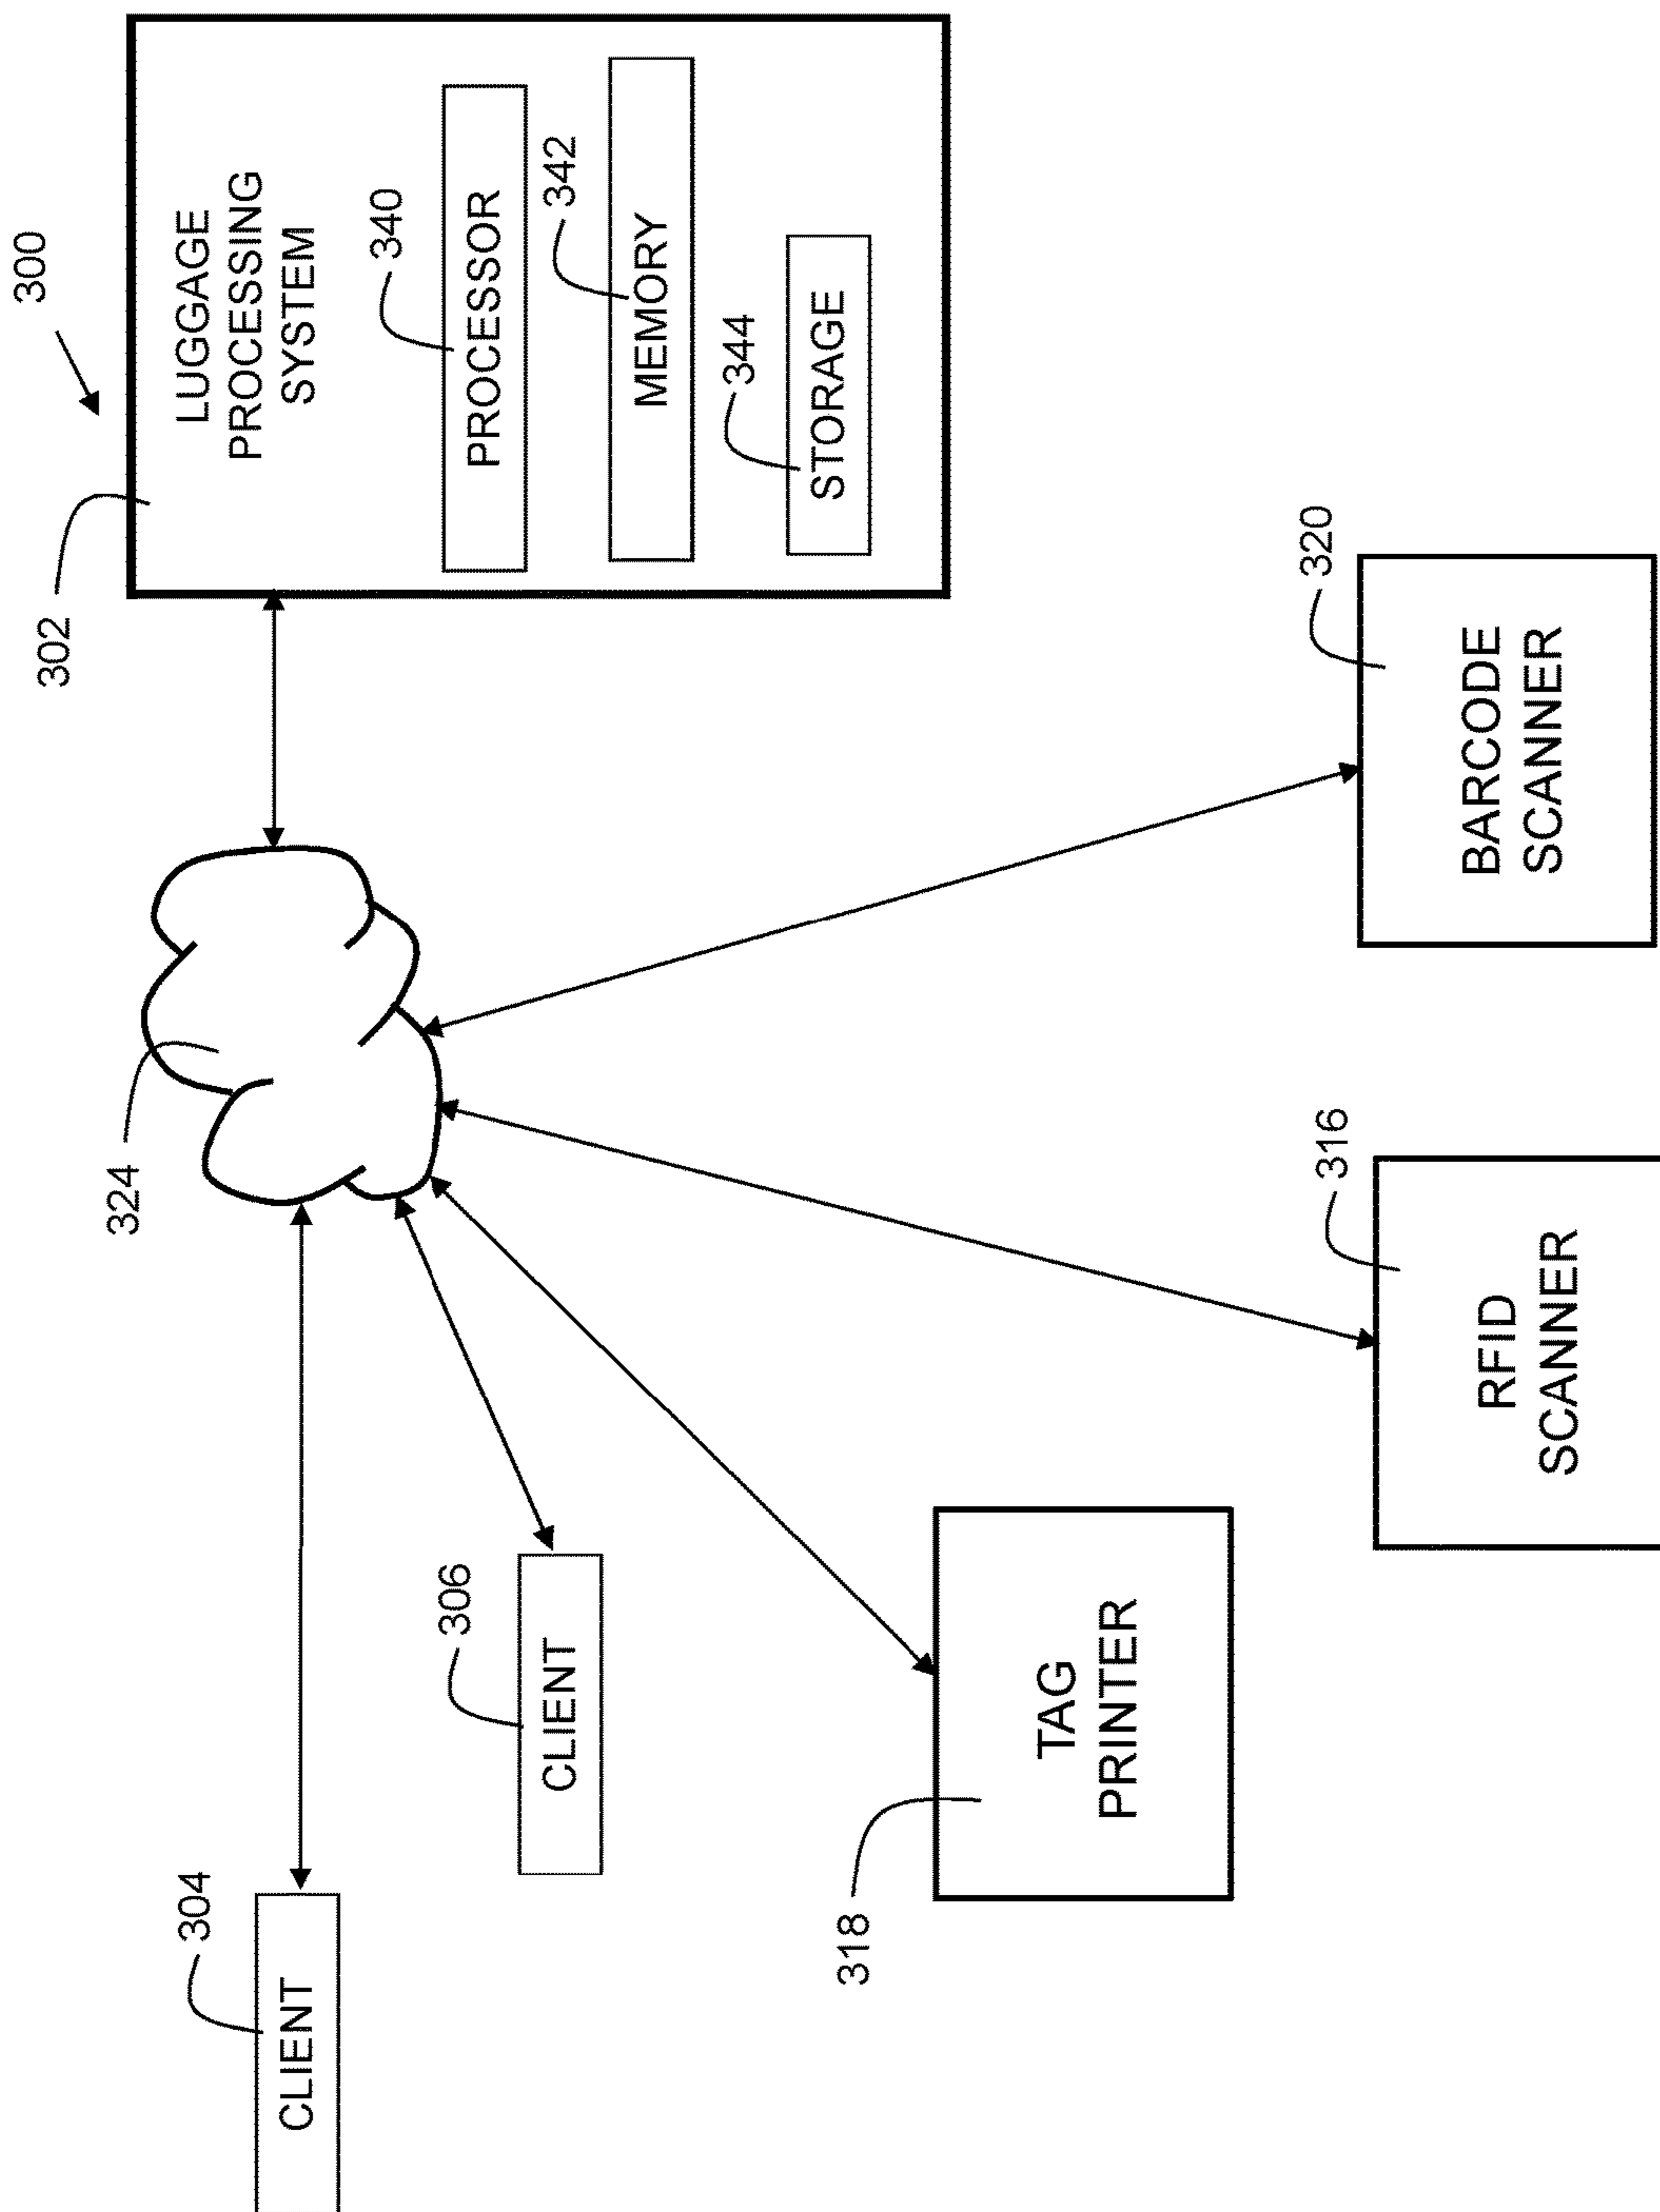 300
302
LUGGAGE
PROCESSING
SYSTEM
340
PROCESSOR
342
MEMORY
344
STORAGE
324
304
CLIENT
306
CLIENT
318
TAG
PRINTER
316
RFID
SCANNER
320
BARCODE
SCANNER